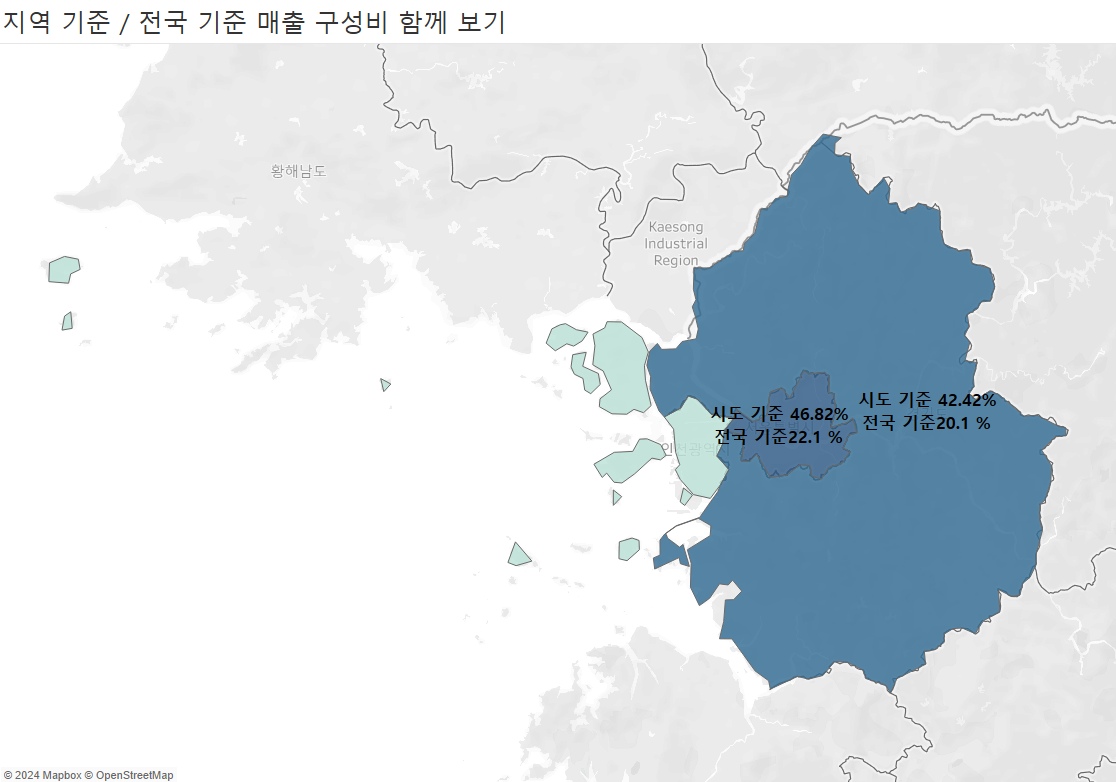 지역 기준 / 전국 기준 매출 구성비 함께 보기
황해남도
Kaesong
Industrial
Region
시도 기준 42.42%
전국 기준20.1 %
시도 기준 46.82%
전국 기준22.1 %
인천광역시
© 2024 Mapbox © OpenStreetMap